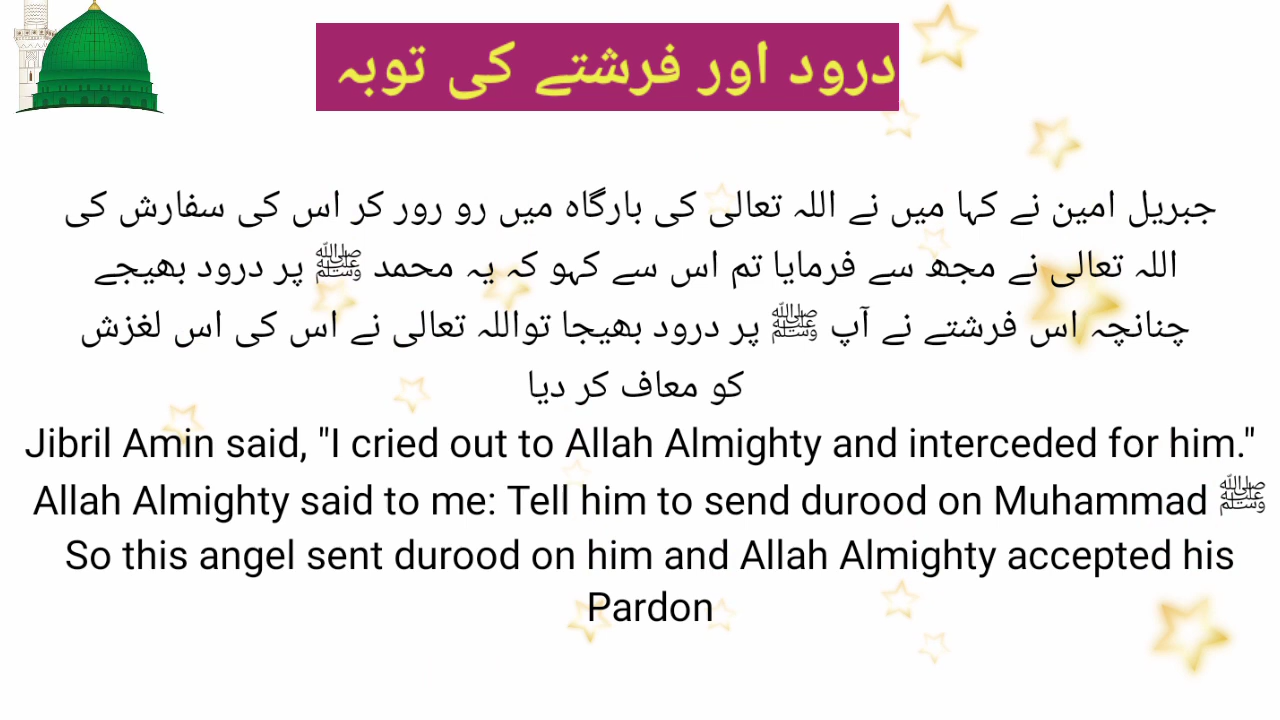 درود اور فرشتے کی توبہ
جبریل امین نے کہا میں نے اللہ تعالی کی بارگاہ میں رو رور کر اس کی سفارش کی
اللہ تعالی نے مجھ سے فرمایا تم اس سے کہو کہ یہ محمد ﷺ پر درود بھیجے
چنانچہ اس فرشتے نے آپ ﷺ پر درود بھیجا تواللہ تعالی نے اس کی اس لغزش
کو معاف کر دیا
Jibril Amin said, "I cried out to Allah Almighty and interceded for him."
Allah Almighty said to me: Tell him to send durood on Muhammad ﷺ
So this angel sent durood on him and Allah Almighty accepted his
Pardon